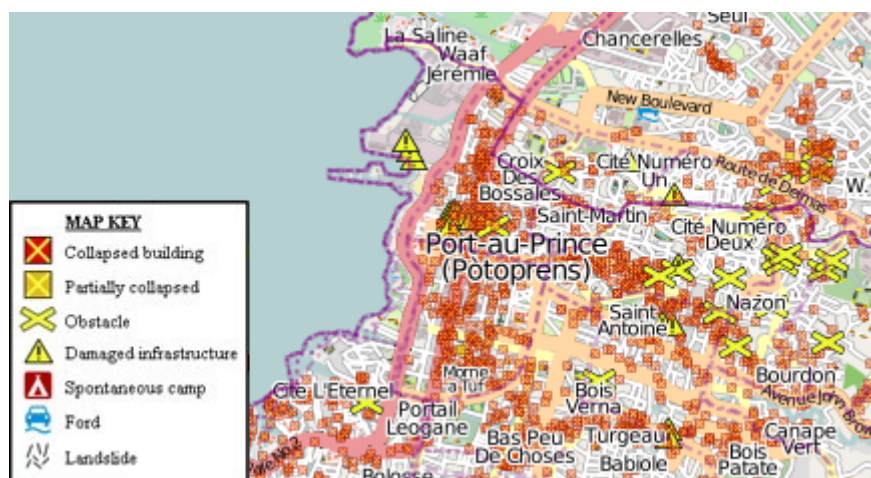 Seul
La Saline
Waaf
Jérémie
Chancerelles
New Boulevard
Croix
Des
Bossales
Cité Numéro
Un
Route de Delmas
W.
Saint-Martin
Cité Numéro
Deux
Port-au-Prince
(Pòtoprens)
Saint
Antoine
Nazon
Morne
a Tuf
Cité L'Eternel
Portail
Leogane
Bois
Verna
Bourdon
Avenue John Brow
Bas Peu
De Choses
Turgeau
Babiole
Bois
Patate
Canape
Vert
Bolosse
MAP KEY
Collapsed building
Partially collapsed
Obstacle
Damaged infrastructure
Spontaneous camp
Ford
Landslide